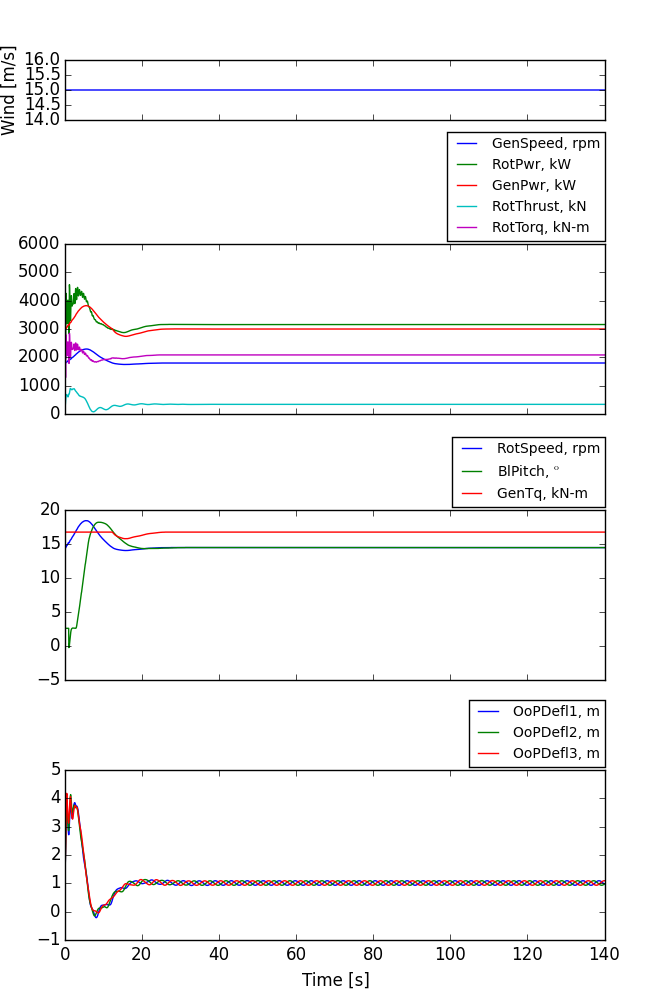 Wind [m/s]
16.0
15.5
15.0
14.5
14.0
GenSpeed, rpm
RotPwr, kW
GenPwr, kW
RotThrust, kN
RotTorq, kN-m
6000
5000
4000
3000
2000
1000
0
RotSpeed, rpm
BlPitch, °
GenTq, kN-m
20
15
10
5
0
−5
OoPDefl1, m
OoPDefl2, m
OoPDefl3, m
5
4
3
2
1
0
−1
0 20 40 60 80 100 120 140
Time [s]